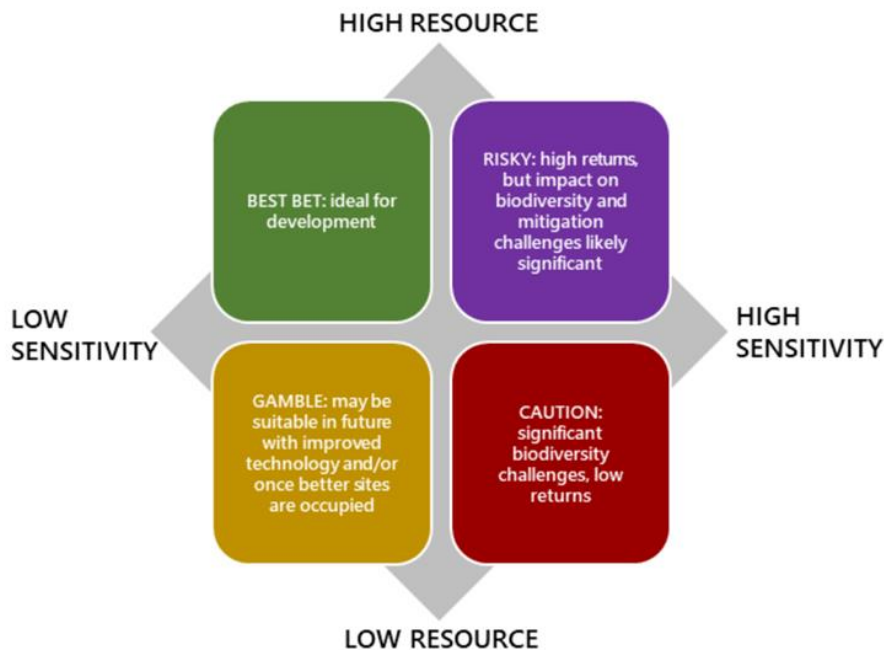 HIGH RESOURCE
BEST BET: ideal for
development
RISKY: high returns,
but impact on
biodiversity and
mitigation
challenges likely
significant
LOW
SENSITIVITY
HIGH
SENSITIVITY
GAMBLE: may be
suitable in future
with improved
technology and/or
once better sites
are occupied
CAUTION:
significant
biodiversity
challenges, low
returns
LOW RESOURCE